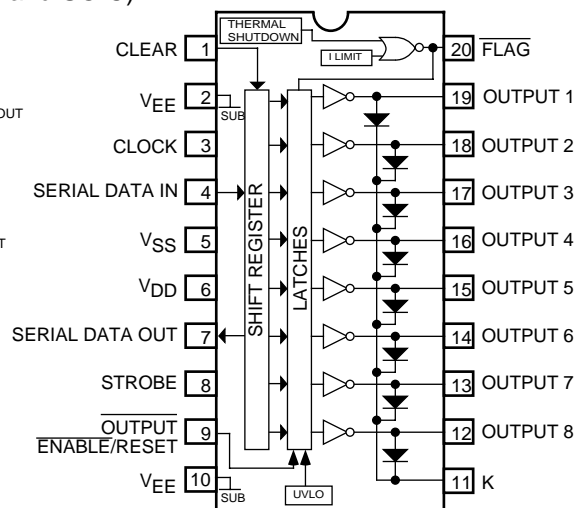 THERMAL
SHUTDOWN
I LIMIT
CLEAR 1
20 FLAG
VEE 2
SUB
19 OUTPUT 1
OUT
CLOCK 3
18 OUTPUT 2
SERIAL DATA IN 4
17 OUTPUT 3
VSS 5
16 OUTPUT 4
VDD 6
15 OUTPUT 5
SERIAL DATA OUT 7
14 OUTPUT 6
STROBE 8
13 OUTPUT 7
OUTPUT
ENABLE/RESET 9
12 OUTPUT 8
VEE 10
SUB
11 K
SHIFT REGISTER
LATCHES
UVLO